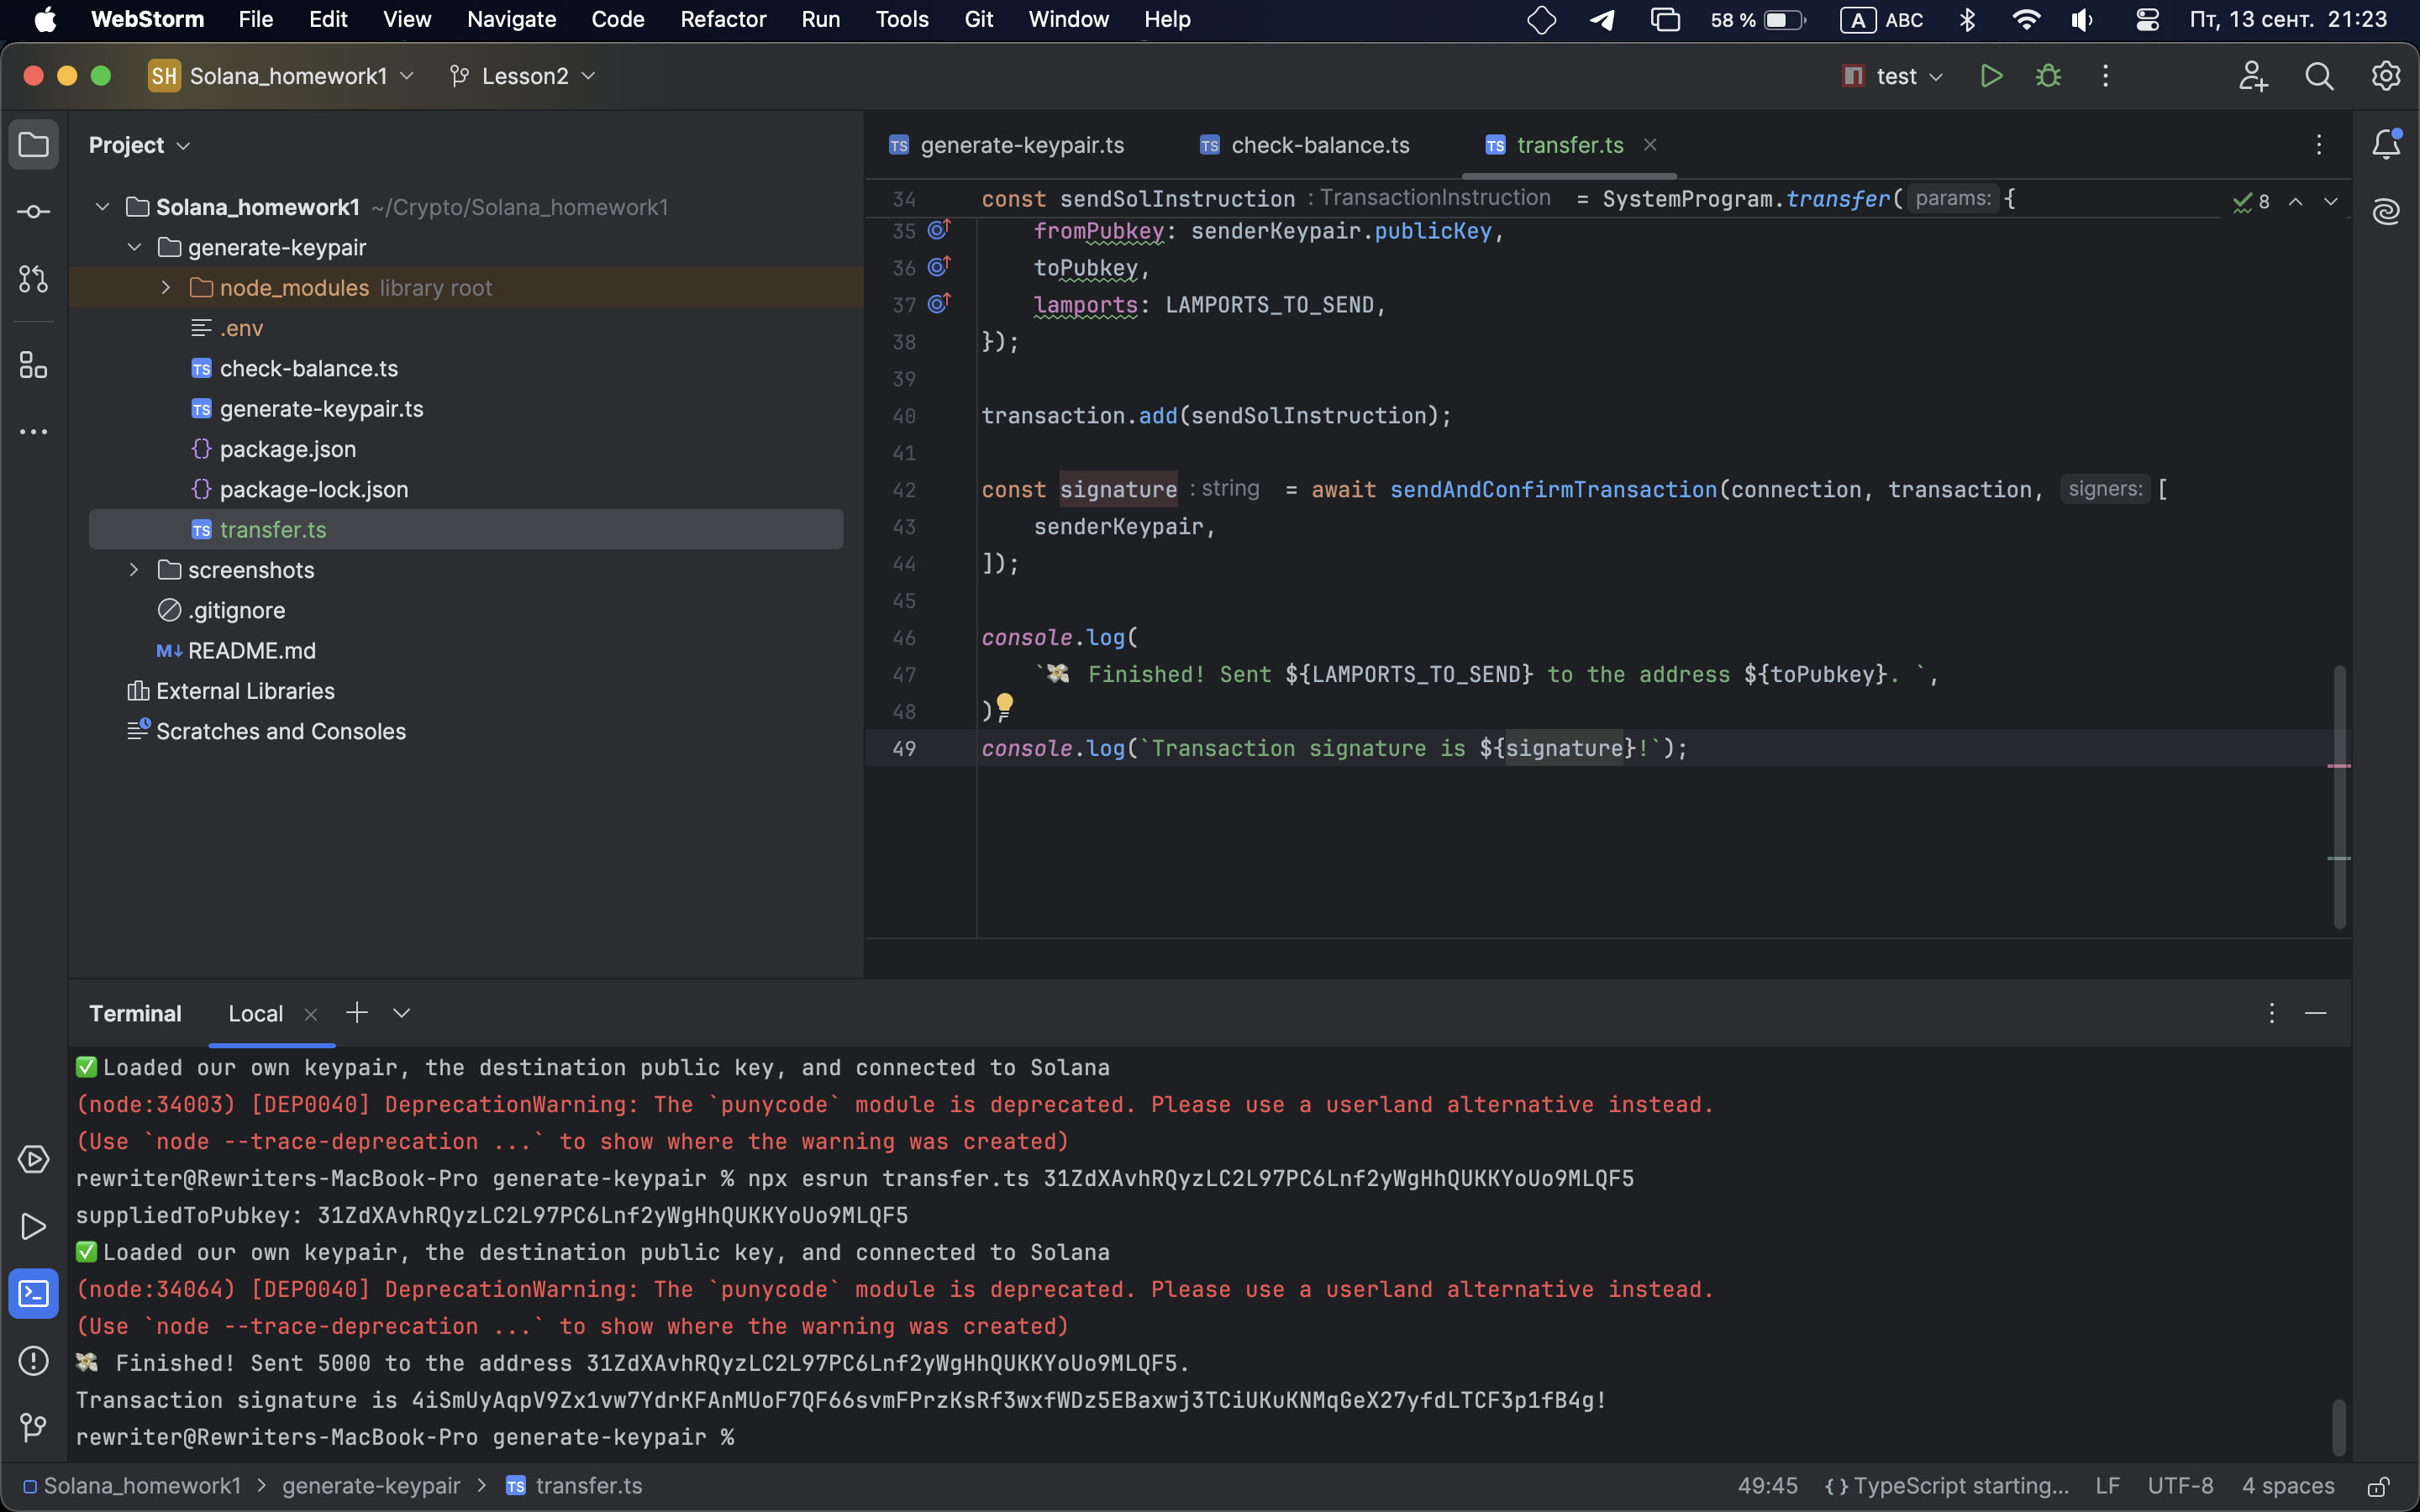 WebStorm File Edit View Navigate Code Refactor Run Tools Git Window Help 58 % A ABC Пт, 13 сент. 21:23
SH Solana_homework1 Lesson2 test
Project
Solana_homework1 ~/Crypto/Solana_homework1
generate-keypair
node_modules library root
.env
TS check-balance.ts
TS generate-keypair.ts
{} package.json
{} package-lock.json
TS transfer.ts
screenshots
.gitignore
M↓ README.md
External Libraries
Scratches and Consoles
TS generate-keypair.ts TS check-balance.ts TS transfer.ts
34 const sendSolInstruction : TransactionInstruction = SystemProgram.transfer( params: {
8
35 fromPubkey: senderKeypair.publicKey,
36 toPubkey,
37 lamports: LAMPORTS_TO_SEND,
38 });
39
40 transaction.add(sendSolInstruction);
41
42 const signature : string = await sendAndConfirmTransaction(connection, transaction, signers: [
43 senderKeypair,
44 ]);
45
46 console.log(
47 `💸 Finished! Sent ${LAMPORTS_TO_SEND} to the address ${toPubkey}. `,
48 );
49 console.log(`Transaction signature is ${signature}!`);
Terminal Local
✅ Loaded our own keypair, the destination public key, and connected to Solana
(node:34003) [DEP0040] DeprecationWarning: The `punycode` module is deprecated. Please use a userland alternative instead.
(Use `node --trace-deprecation ...` to show where the warning was created)
rewriter@Rewriters-MacBook-Pro generate-keypair % npx esrun transfer.ts 31ZdXAvhRQyzLC2L97PC6Lnf2yWgHhQUKKYoUo9MLQF5
suppliedToPubkey: 31ZdXAvhRQyzLC2L97PC6Lnf2yWgHhQUKKYoUo9MLQF5
✅ Loaded our own keypair, the destination public key, and connected to Solana
(node:34064) [DEP0040] DeprecationWarning: The `punycode` module is deprecated. Please use a userland alternative instead.
(Use `node --trace-deprecation ...` to show where the warning was created)
💸 Finished! Sent 5000 to the address 31ZdXAvhRQyzLC2L97PC6Lnf2yWgHhQUKKYoUo9MLQF5.
Transaction signature is 4iSmUyAqpV9Zx1vw7YdrKFAnMUoF7QF66svmFPrzKsRf3wxfWDz5EBaxwj3TCiUKuKNMqGeX27yfdLTCF3p1fB4g!
rewriter@Rewriters-MacBook-Pro generate-keypair %
Solana_homework1 > generate-keypair > TS transfer.ts 49:45 {} TypeScript starting... LF UTF-8 4 spaces